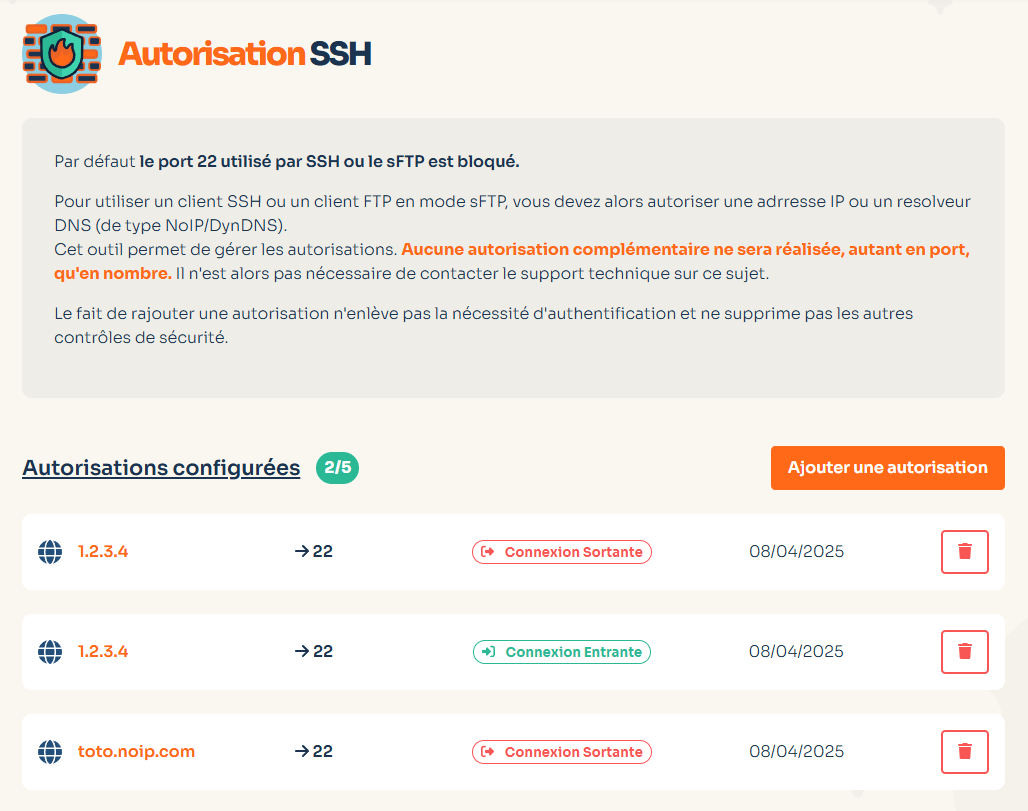 Autorisation SSH
Par défaut le port 22 utilisé par SSH ou le sFTP est bloqué.
Pour utiliser un client SSH ou un client FTP en mode sFTP, vous devez alors autoriser une adrresse IP ou un resolveur
DNS (de type NoIP/DynDNS).
Cet outil permet de gérer les autorisations. Aucune autorisation complémentaire ne sera réalisée, autant en port,
qu'en nombre. Il n'est alors pas nécessaire de contacter le support technique sur ce sujet.
Le fait de rajouter une autorisation n'enlève pas la nécessité d'authentification et ne supprime pas les autres
contrôles de sécurité.
Autorisations configurées 2/5 Ajouter une autorisation
1.2.3.4 → 22 Connexion Sortante 08/04/2025
1.2.3.4 → 22 Connexion Entrante 08/04/2025
toto.noip.com → 22 Connexion Sortante 08/04/2025